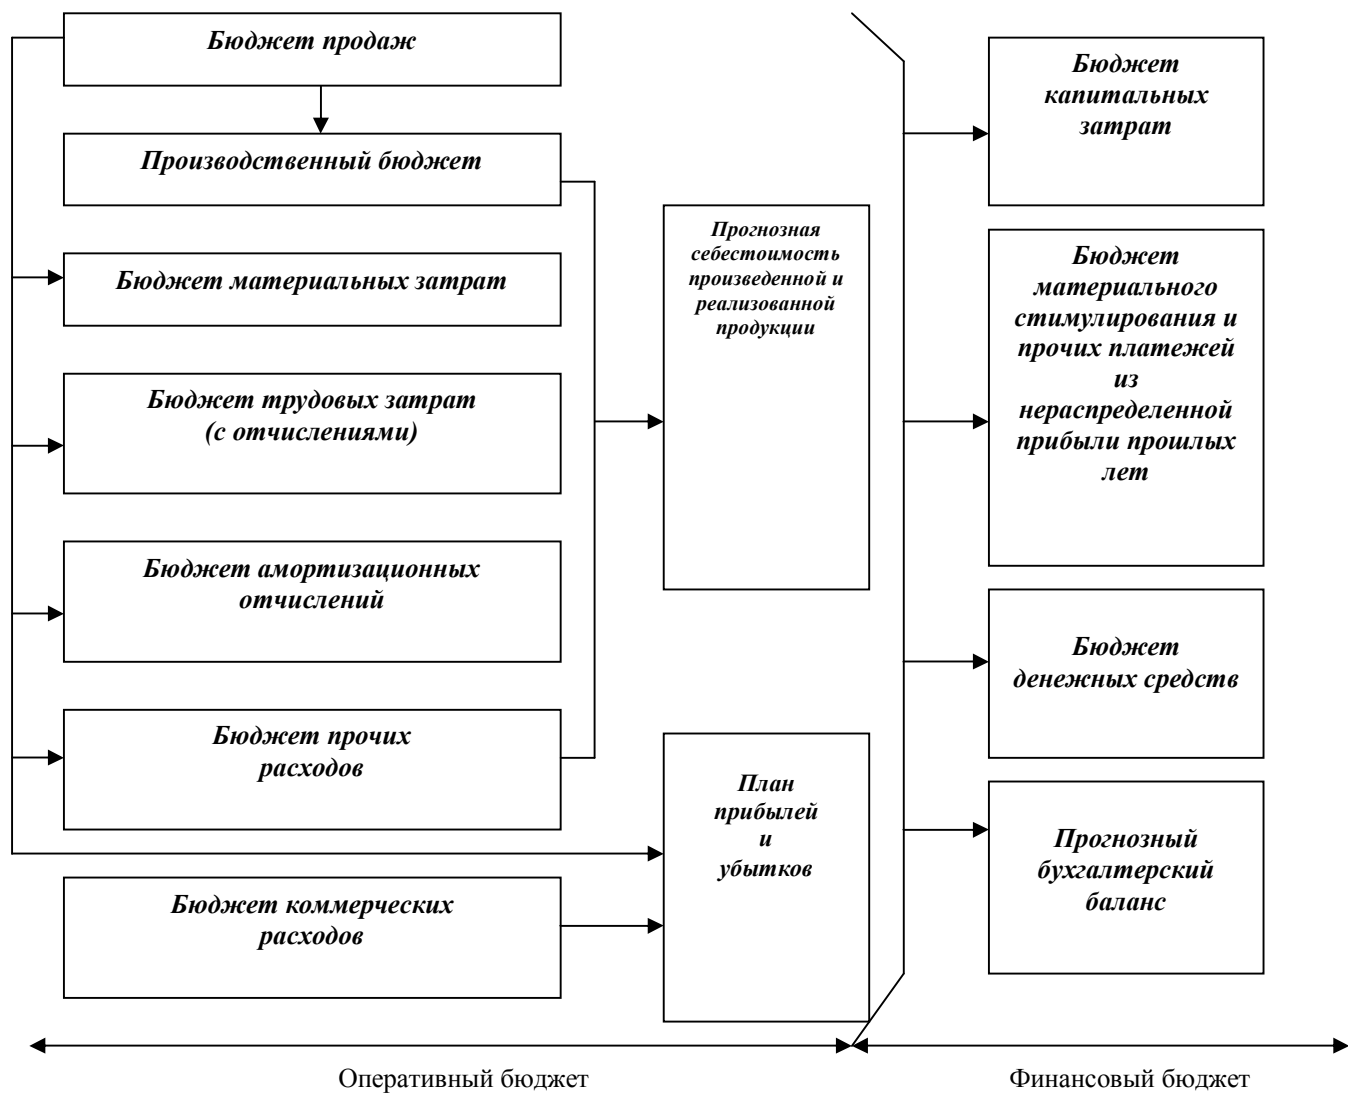 Бюджет продаж
Производственный бюджет
Бюджет материальных затрат
Бюджет трудовых затрат
(с отчислениями)
Бюджет амортизационных
отчислений
Бюджет прочих
расходов
Бюджет коммерческих
расходов
Прогнозная
себестоимость
произведенной и
реализованной
продукции
План
прибылей
и
убытков
Бюджет
капитальных
затрат
Бюджет
материального
стимулирования и
прочих платежей
из
нераспределенной
прибыли прошлых
лет
Бюджет
денежных средств
Прогнозный
бухгалтерский
баланс
Оперативный бюджет
Финансовый бюджет